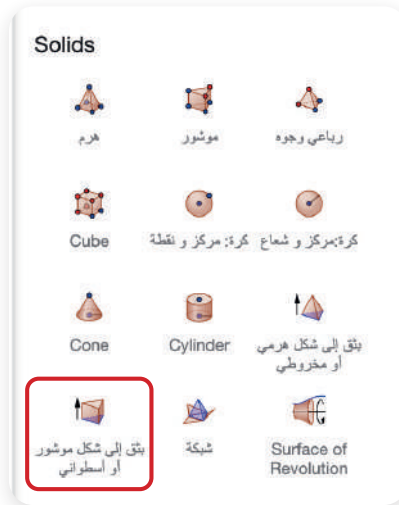 Solids
هرم
موشور
رباعي وجوه
Cube
كرة: مركز و نقطة
كرة:مركز و شعاع
Cone
Cylinder
بثق إلى شكل هرمي
أو مخروطي
بثق إلى شكل موشور
أو أسطواني
شبكة
Surface of
Revolution